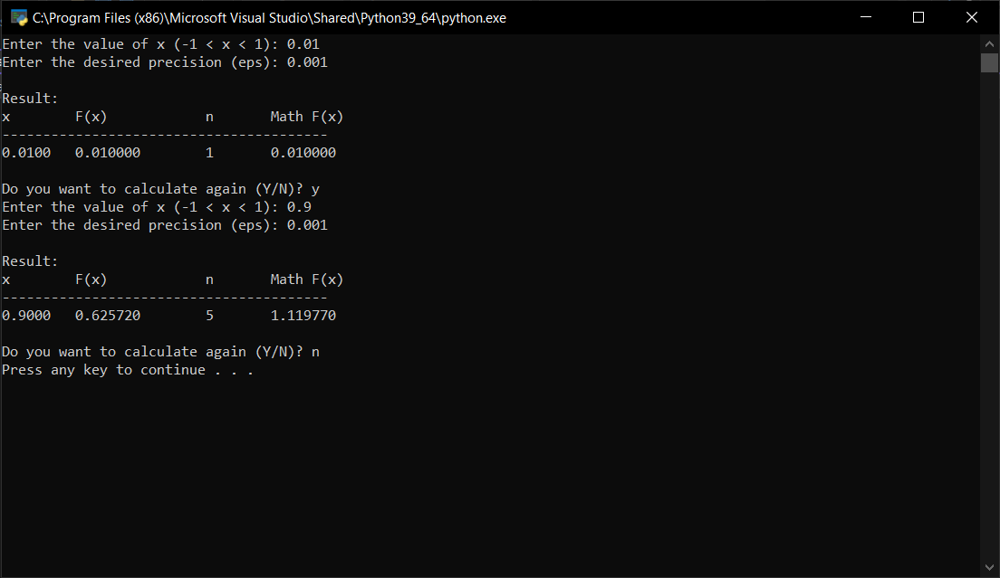 C:\Program Files (x86)\Microsoft Visual Studio\Shared\Python39_64\python.exe
Enter the value of x (-1 < x < 1): 0.01
Enter the desired precision (eps): 0.001
Result:
x F(x) n Math F(x)
----------------------------------------
0.0100 0.010000 1 0.010000
Do you want to calculate again (Y/N)? y
Enter the value of x (-1 < x < 1): 0.9
Enter the desired precision (eps): 0.001
Result:
x F(x) n Math F(x)
----------------------------------------
0.9000 0.625720 5 1.119770
Do you want to calculate again (Y/N)? n
Press any key to continue . . .